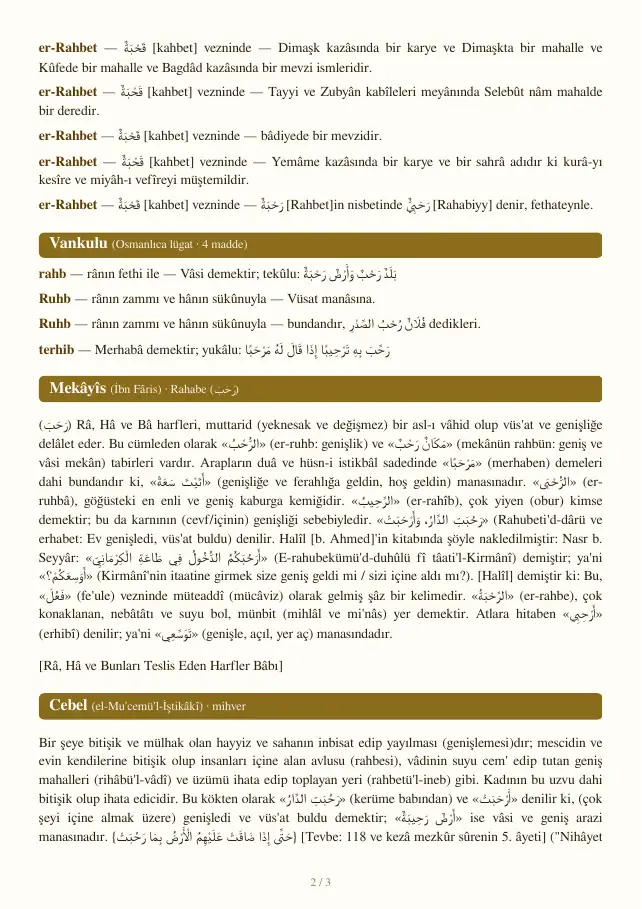 er-Rahbet — قَحْبَةٌ [kahbet] vezninde — Dimaşk kazâsında bir karye ve Dimaşkta bir mahalle ve
Kûfede bir mahalle ve Bagdâd kazâsında bir mevzi ismleridir.
er-Rahbet — قَحْبَةٌ [kahbet] vezninde — Tayyi ve Zubyân kabîleleri meyânında Selebût nâm mahalde
bir deredir.
er-Rahbet — قَحْبَةٌ [kahbet] vezninde — bâdiyede bir mevzidir.
er-Rahbet — قَحْبَةٌ [kahbet] vezninde — Yemâme kazâsında bir karye ve bir sahrâ adıdır ki kurâ-yı
kesîre ve miyâh-ı vefîreyi müştemildir.
er-Rahbet — قَحْبَةٌ [kahbet] vezninde — رَحْبَةٌ [Rahbet]in nisbetinde رَحَبِيٌّ [Rahabiyy] denir, fethateynle.
Vankulu (Osmanlıca lügat · 4 madde)
rahb — rânın fethi ile — Vâsi demektir; tekûlu: بَلَدٌ رَحْبٌ وَأَرْضٌ رَحْبَةٌ
Ruhb — rânın zammı ve hânın sükûnuyla — Vüsat manâsına.
Ruhb — rânın zammı ve hânın sükûnuyla — bundandır, فُلَانٌ رُحْبُ الصَّدْرِ dedikleri.
terhib — Merhabâ demektir; yukâlu: رَحَّبَ بِهِ تَرْحِيبًا إِذَا قَالَ لَهُ مَرْحَبًا
Mekâyîs (İbn Fâris) · Rahabe (رَحَبَ)
(رَحَبَ) Râ, Hâ ve Bâ harfleri, muttarid (yeknesak ve değişmez) bir asl-ı vâhid olup vüs'at ve genişliğe
delâlet eder. Bu cümleden olarak «الرُّحْبُ» (er-ruhb: genişlik) ve «مَكَانٌ رَحْبٌ» (mekânün rahbün: geniş ve
vâsi mekân) tabirleri vardır. Arapların duâ ve hüsn-i istikbâl sadedinde «مَرْحَبًا» (merhaben) demeleri
dahi bundandır ki, «أَتَيْتَ سَعَةً» (genişliğe ve ferahlığa geldin, hoş geldin) manasınadır. «الرُّحْبَى» (er-
ruhbâ), göğüsteki en enli ve geniş kaburga kemiğidir. «الرَّحِيبُ» (er-rahîb), çok yiyen (obur) kimse
demektir; bu da karnının (cevf/içinin) genişliği sebebiyledir. «رَحُبَتِ الدَّارُ، وَأَرْحَبَتْ» (Rahubeti'd-dârü ve
erhabet: Ev genişledi, vüs'at buldu) denilir. Halîl [b. Ahmed]'in kitabında şöyle nakledilmiştir: Nasr b.
Seyyâr: «أَرَحُبَكُمُ الدُّخُولُ فِي طَاعَةِ الْكِرْمَانِيِّ» (E-rahubekümü'd-duhûlü fî tâati'l-Kirmânî) demiştir; ya'ni
«أَوَسِعَكُمْ؟» (Kirmânî'nin itaatine girmek size geniş geldi mi / sizi içine aldı mı?). [Halîl] demiştir ki: Bu,
«فَعُلَ» (fe'ule) vezninde müteaddî (mücâviz) olarak gelmiş şâz bir kelimedir. «الرَّحْبَةُ» (er-rahbe), çok
konaklanan, nebâtâtı ve suyu bol, münbit (mihlâl ve mi'nâs) yer demektir. Atlara hitaben «أَرْحِبِي»
(erhibî) denilir; ya'ni «تَوَسَّعِي» (genişle, açıl, yer aç) manasındadır.
[Râ, Hâ ve Bunları Teslis Eden Harfler Bâbı]
Cebel (el-Mu'cemü'l-İştikâkî) · mihver
Bir şeye bitişik ve mülhak olan hayyiz ve sahanın inbisat edip yayılması (genişlemesi)dır; mescidin ve
evin kendilerine bitişik olup insanları içine alan avlusu (rahbesi), vâdinin suyu cem' edip tutan geniş
mahalleri (rihâbü'l-vâdî) ve üzümü ihata edip toplayan yeri (rahbetü'l-ineb) gibi. Kadının bu uzvu dahi
bitişik olup ihata edicidir. Bu kökten olarak «رَحُبَتِ الدَّارُ» (kerüme babından) ve «أَرْحَبَتْ» denilir ki, (çok
şeyi içine almak üzere) genişledi ve vüs'at buldu demektir; «أَرْضٌ رَحِيبَةٌ» ise vâsi ve geniş arazi
manasınadır. {حَتَّى إِذَا ضَاقَتْ عَلَيْهِمُ الْأَرْضُ بِمَا رَحُبَتْ} [Tevbe: 118 ve kezâ mezkûr sûrenin 5. âyeti] ("Nihâyet
2 / 3